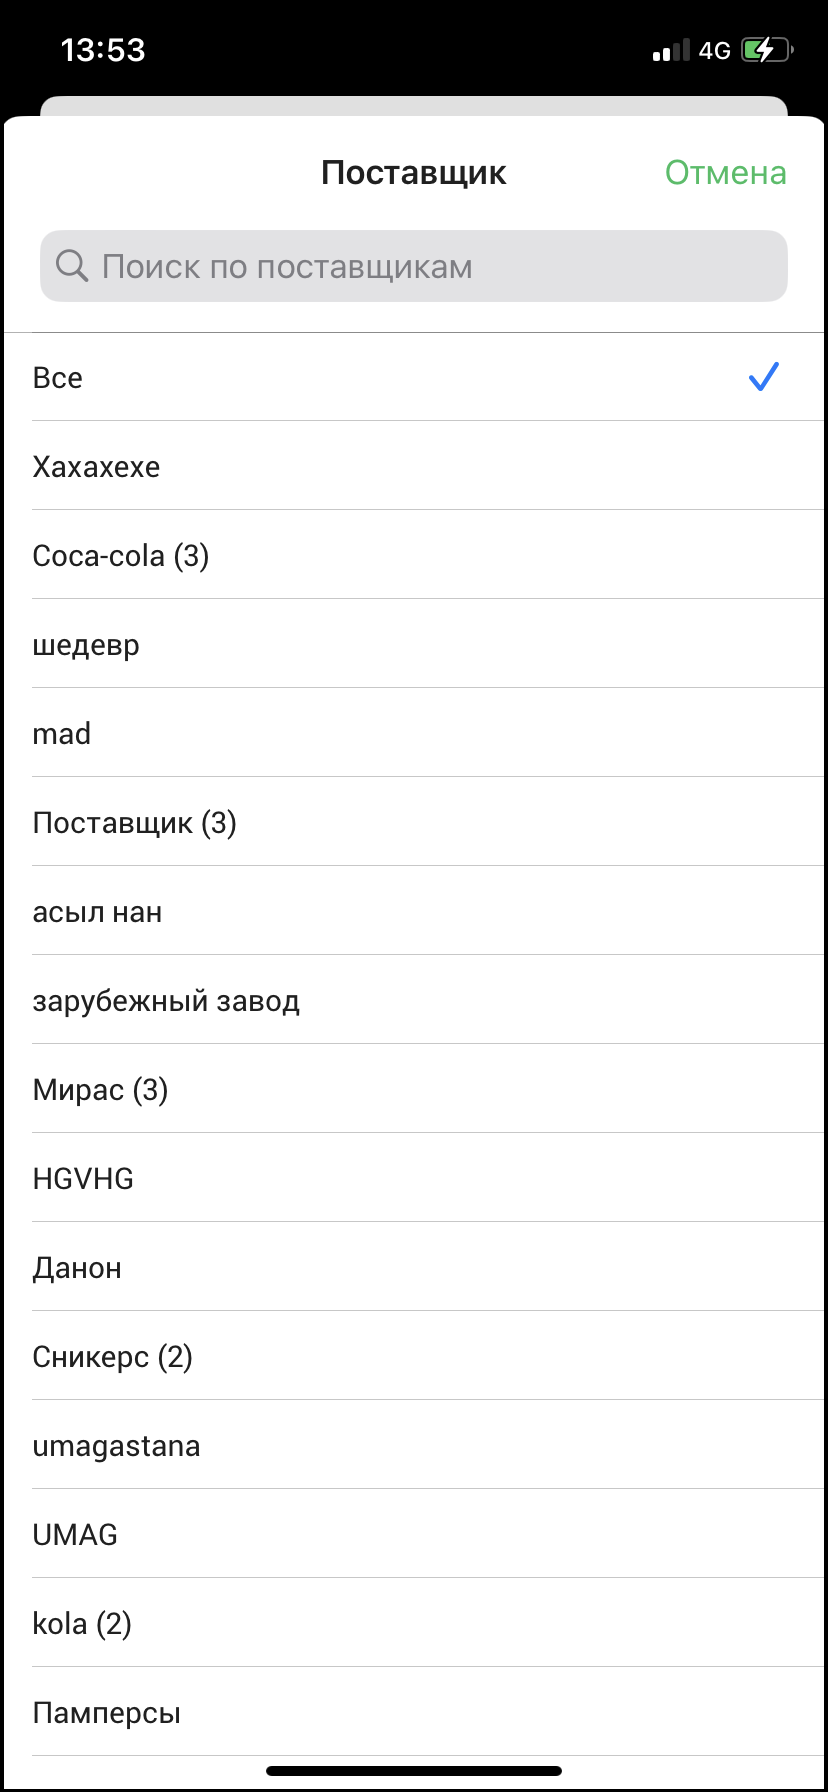 13:53
4G
Поставщик
Отмена
Поиск по поставщикам
Все
Хахахехе
Coca-cola (3)
шедевр
mad
Поставщик (3)
асыл нан
зарубежный завод
Мирас (3)
HGVHG
Данон
Сникерс (2)
umagastana
UMAG
kola (2)
Памперсы